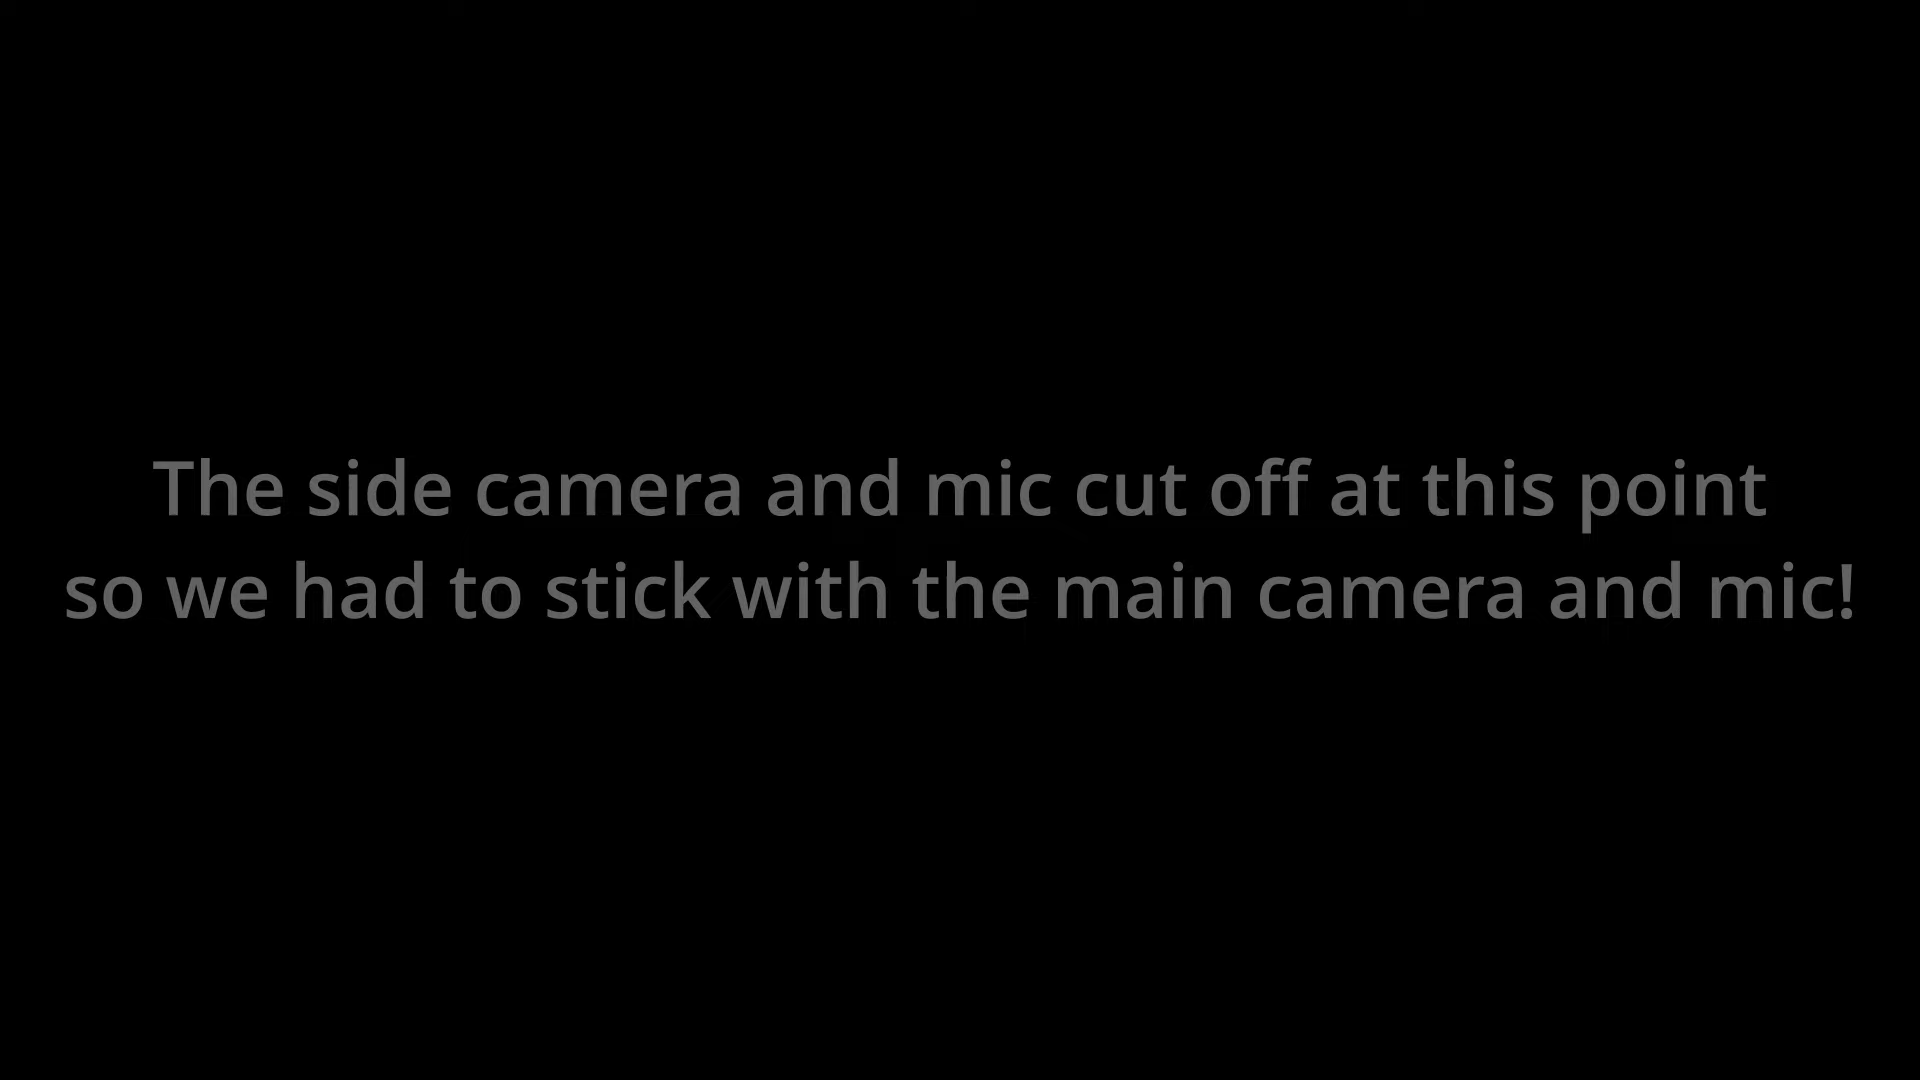 The side camera and mic cut off at this point
so we had to stick with the main camera and mic!